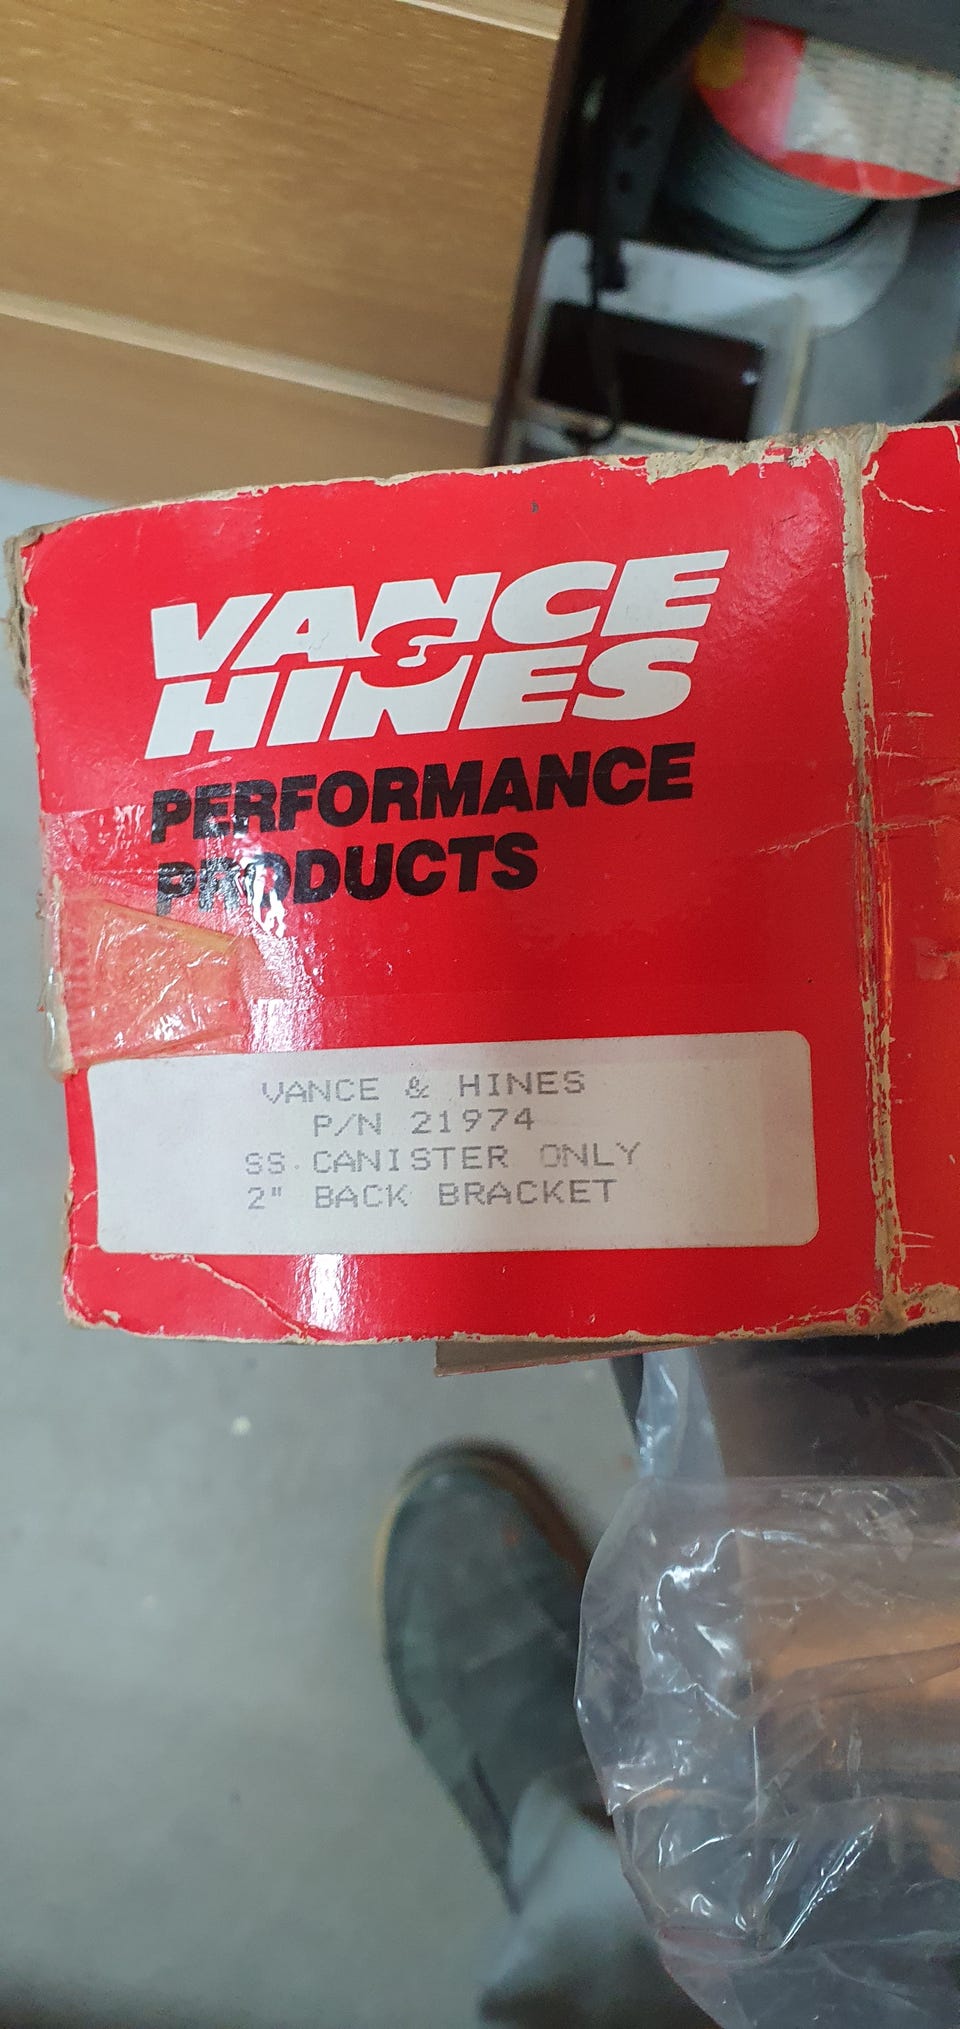 VANCE
&
HINES
PERFORMANCE
PRODUCTS
VANCE & HINES
P/N 21974
SS CANISTER ONLY
2" BACK BRACKET